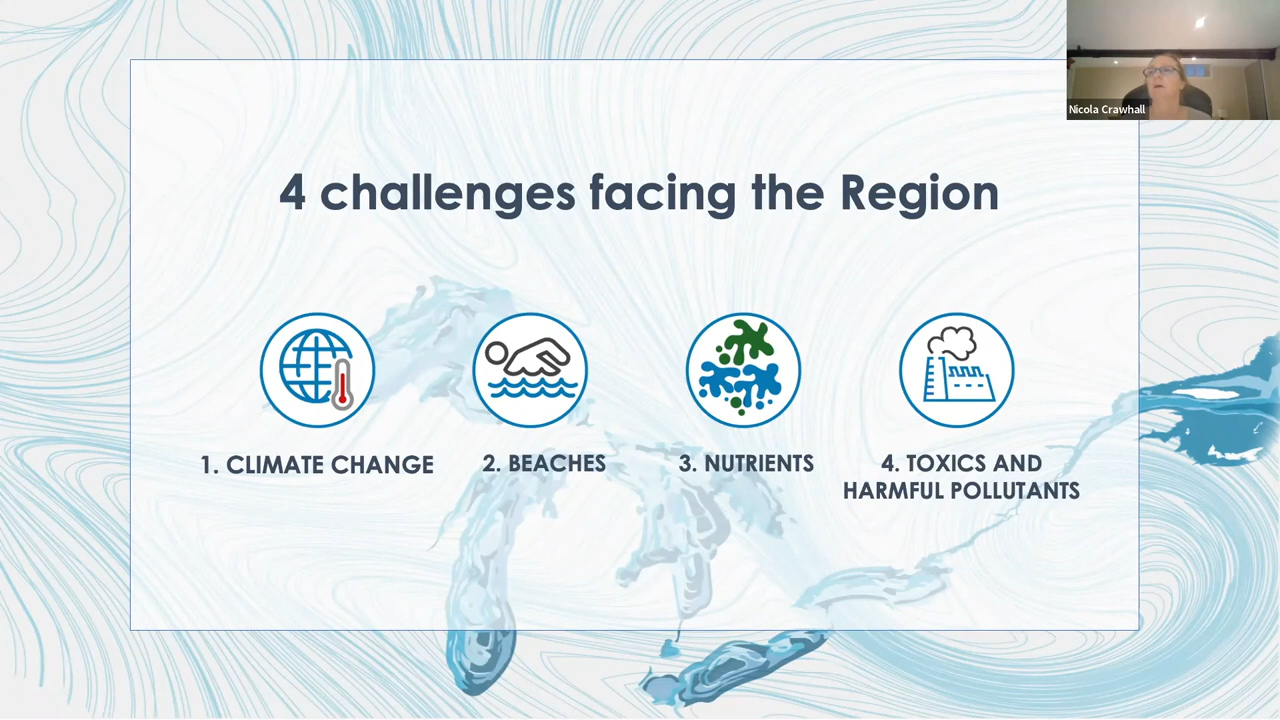 Nicola Crawhall
4 challenges facing the Region
1. CLIMATE CHANGE
2. BEACHES
3. NUTRIENTS
4. TOXICS AND
HARMFUL POLLUTANTS